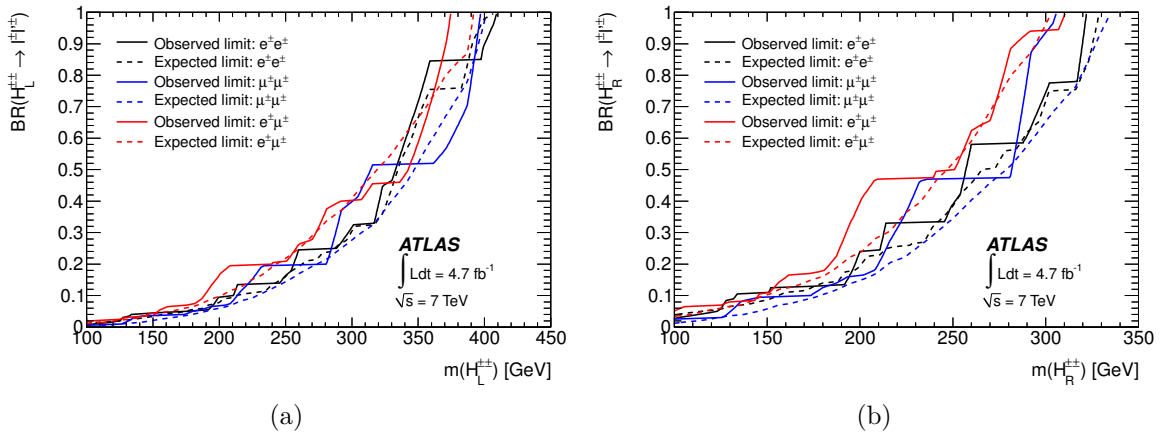 BR(H_L^{±±} → l^±l'^±)
1
0.9
0.8
0.7
0.6
0.5
0.4
0.3
0.2
0.1
0
Observed limit: e±e±
Expected limit: e±e±
Observed limit: μ±μ±
Expected limit: μ±μ±
Observed limit: e±μ±
Expected limit: e±μ±
ATLAS
∫ Ldt = 4.7 fb⁻¹
√s = 7 TeV
100 150 200 250 300 350 400 450
m(H_L^{±±}) [GeV]
(a)
BR(H_R^{±±} → l^±l'^±)
1
0.9
0.8
0.7
0.6
0.5
0.4
0.3
0.2
0.1
0
Observed limit: e±e±
Expected limit: e±e±
Observed limit: μ±μ±
Expected limit: μ±μ±
Observed limit: e±μ±
Expected limit: e±μ±
ATLAS
∫ Ldt = 4.7 fb⁻¹
√s = 7 TeV
100 150 200 250 300 350
m(H_R^{±±}) [GeV]
(b)